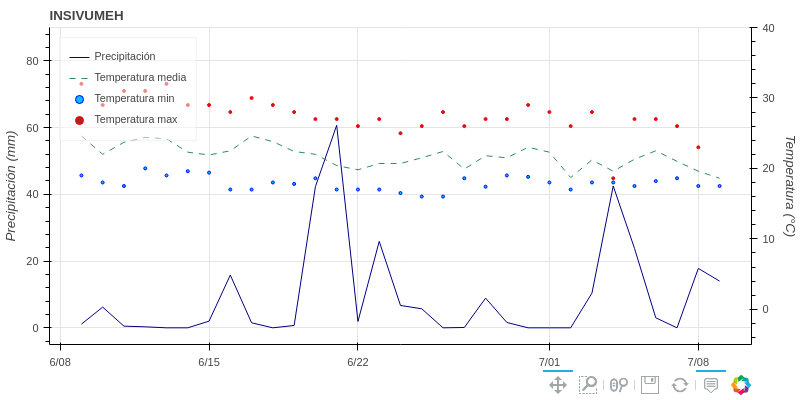 INSIVUMEH
Precipitación
Temperatura media
Temperatura min
Temperatura max
Precipitación (mm)
80
60
40
20
0
Temperatura (°C)
40
30
20
10
0
6/08
6/15
6/22
7/01
7/08